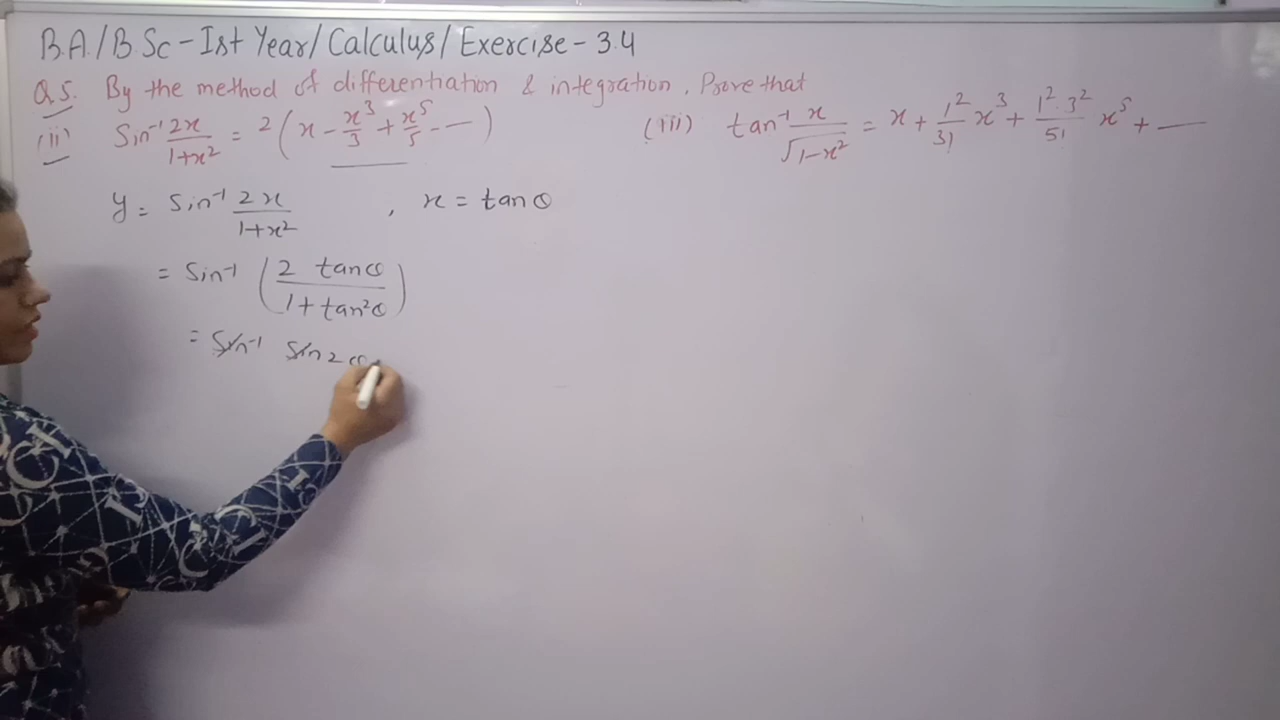 B.A./B.Sc - Ist Year/ Calculus/ Exercise - 3.4
Q5. By the method of differentiation & integration, Prove that
(ii) Sin⁻¹ 2x/1+x² = 2 ( x - x³/3 + x⁵/5 - — )
(iii) tan⁻¹ x/√1-x² = x + 1²/3! x³ + 1².3²/5! x⁵ + —
y = Sin⁻¹ 2x/1+x² , x = tan θ
= Sin⁻¹ ( 2 tanθ / 1 + tan²θ )
= Sin⁻¹ Sin 2θ